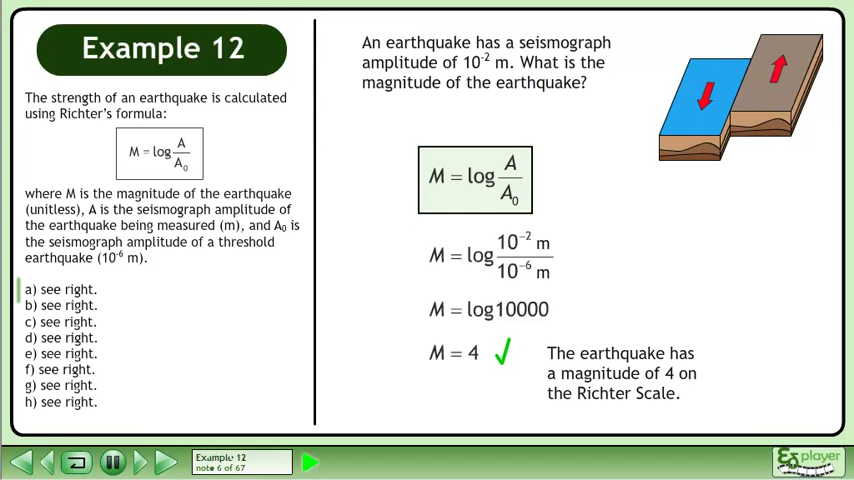 Example 12
The strength of an earthquake is calculated
using Richter's formula:
M = log A/A₀
where M is the magnitude of the earthquake
(unitless), A is the seismograph amplitude of
the earthquake being measured (m), and A₀ is
the seismograph amplitude of a threshold
earthquake (10⁻⁶ m).
a) see right.
b) see right.
c) see right.
d) see right.
e) see right.
f) see right.
g) see right.
h) see right.
An earthquake has a seismograph
amplitude of 10⁻² m. What is the
magnitude of the earthquake?
M = log A/A₀
M = log 10⁻² m/10⁻⁶ m
M = log10000
M = 4
The earthquake has
a magnitude of 4 on
the Richter Scale.
Example 12
note 6 of 67
player